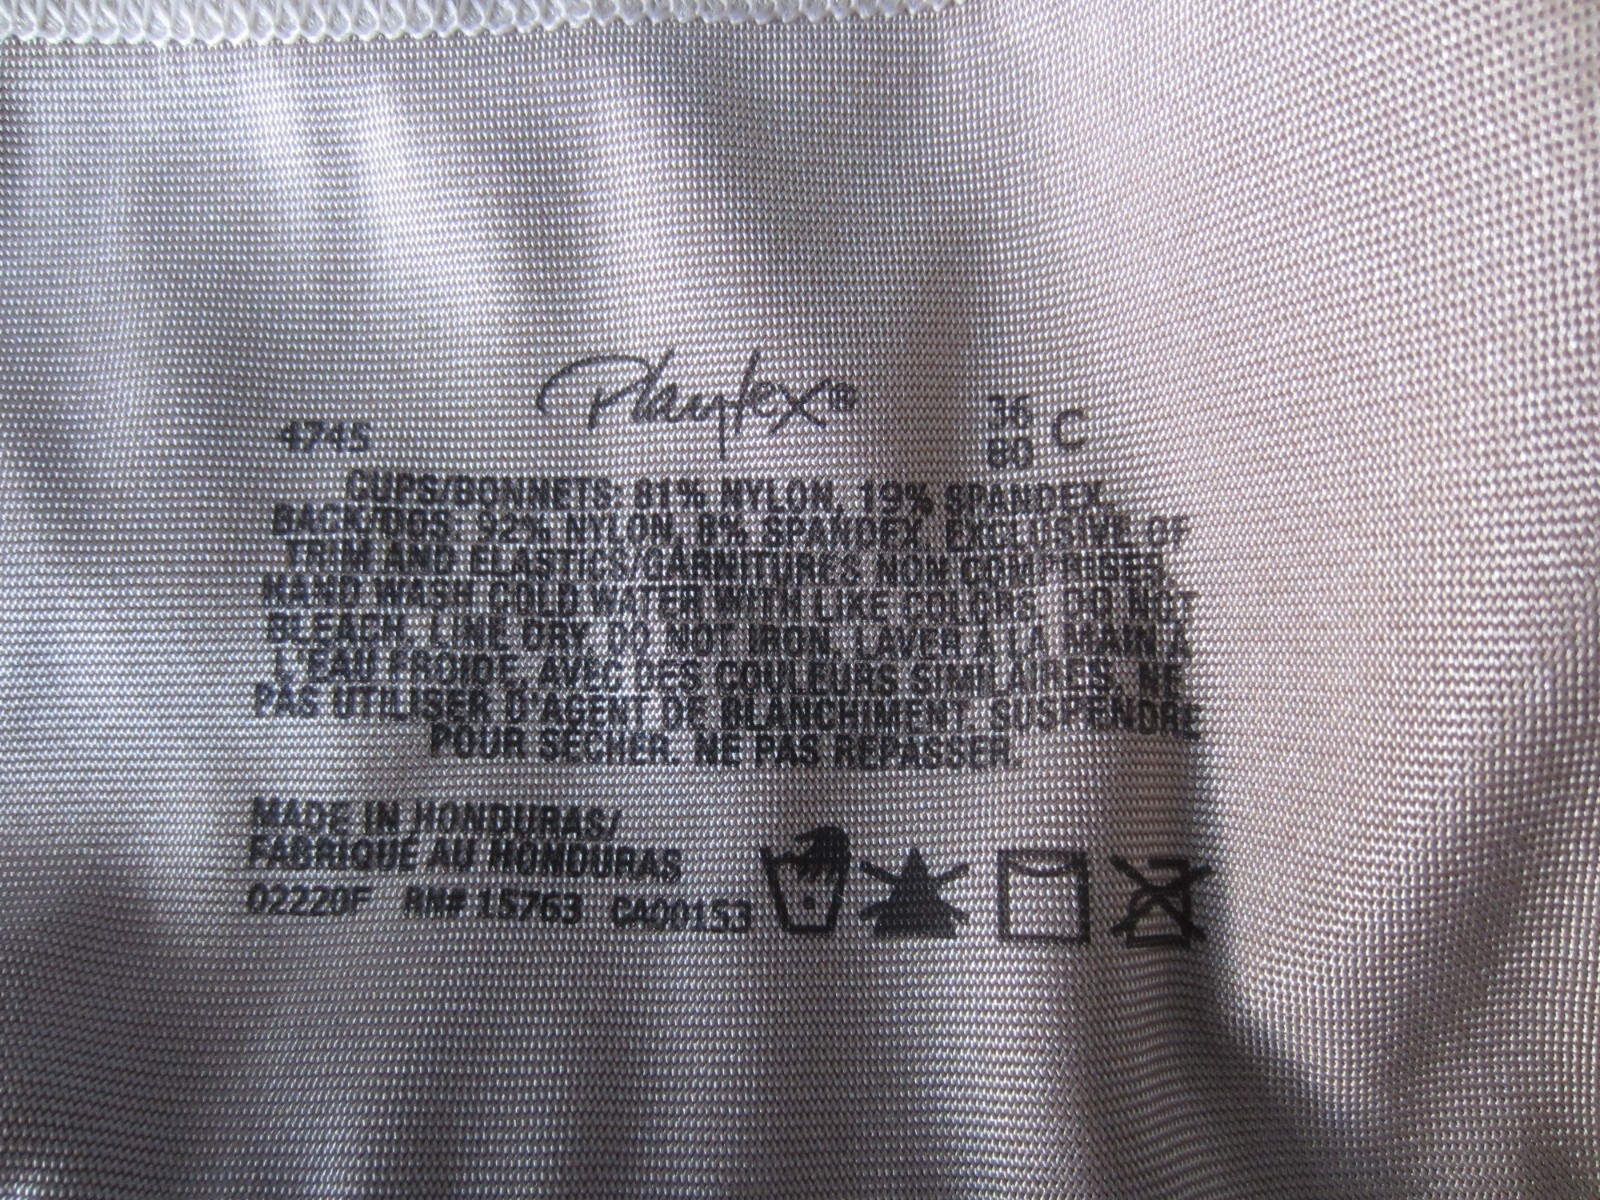 Playtex®
4745
36 C
80
CUPS/BONNETS: 81% NYLON, 19% SPANDEX.
BACK/DOS: 92% NYLON, 8% SPANDEX. EXCLUSIVE OF
TRIM AND ELASTICS/GARNITURES NON COMPRISES.
HAND WASH COLD WATER WITH LIKE COLORS. DO NOT
BLEACH. LINE DRY. DO NOT IRON. LAVER À LA MAIN À
L'EAU FROIDE, AVEC DES COULEURS SIMILAIRES. NE
PAS UTILISER D'AGENT DE BLANCHIMENT. SUSPENDRE
POUR SÉCHER. NE PAS REPASSER.
MADE IN HONDURAS/
FABRIQUÉ AU HONDURAS
02220F RM# 15763 CA00153